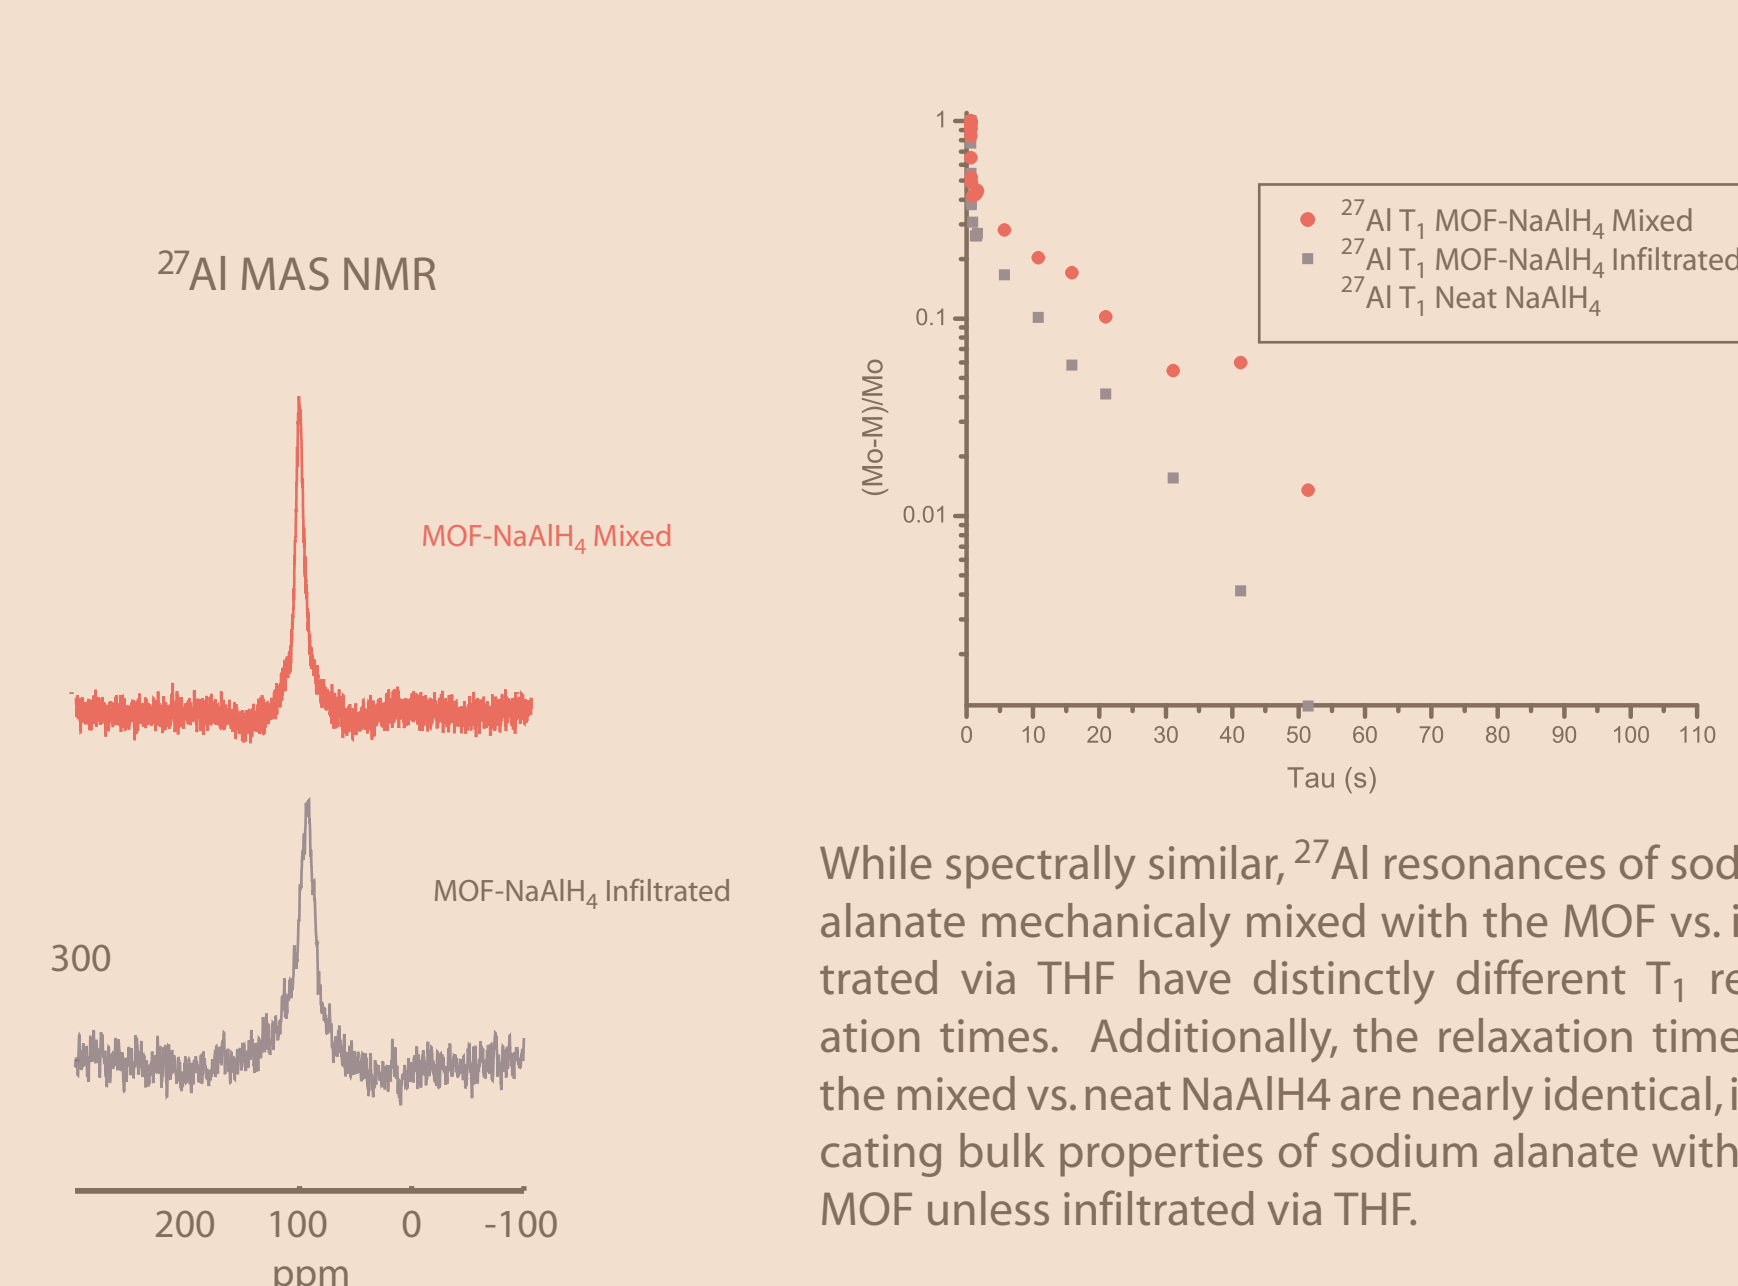 ²⁷Al MAS NMR
MOF-NaAlH₄ Mixed
MOF-NaAlH₄ Infiltrated
300
200 100 0 -100
ppm
1
0.1
0.01
(Mo-M)/Mo
²⁷Al T₁ MOF-NaAlH₄ Mixed
²⁷Al T₁ MOF-NaAlH₄ Infiltrated
²⁷Al T₁ Neat NaAlH₄
0 10 20 30 40 50 60 70 80 90 100 110
Tau (s)
While spectrally similar, ²⁷Al resonances of sod
alanate mechanicaly mixed with the MOF vs. i
trated via THF have distinctly different T₁ re
ation times. Additionally, the relaxation time
the mixed vs. neat NaAlH4 are nearly identical, i
cating bulk properties of sodium alanate with
MOF unless infiltrated via THF.